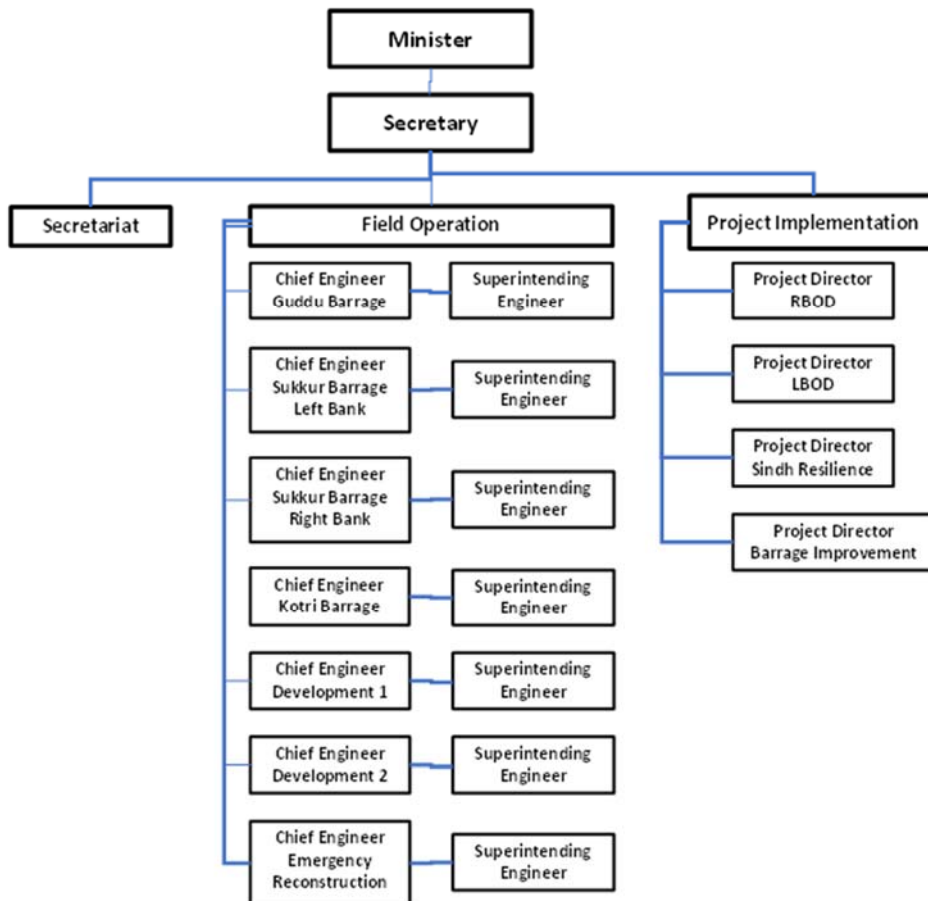 Minister
Secretary
Secretariat
Field Operation
Project Implementation
Chief Engineer
Guddu Barrage
Superintending
Engineer
Chief Engineer
Sukkur Barrage
Left Bank
Superintending
Engineer
Chief Engineer
Sukkur Barrage
Right Bank
Superintending
Engineer
Chief Engineer
Kotri Barrage
Superintending
Engineer
Chief Engineer
Development 1
Superintending
Engineer
Chief Engineer
Development 2
Superintending
Engineer
Chief Engineer
Emergency
Reconstruction
Superintending
Engineer
Project Director
RBOD
Project Director
LBOD
Project Director
Sindh Resilience
Project Director
Barrage Improvement